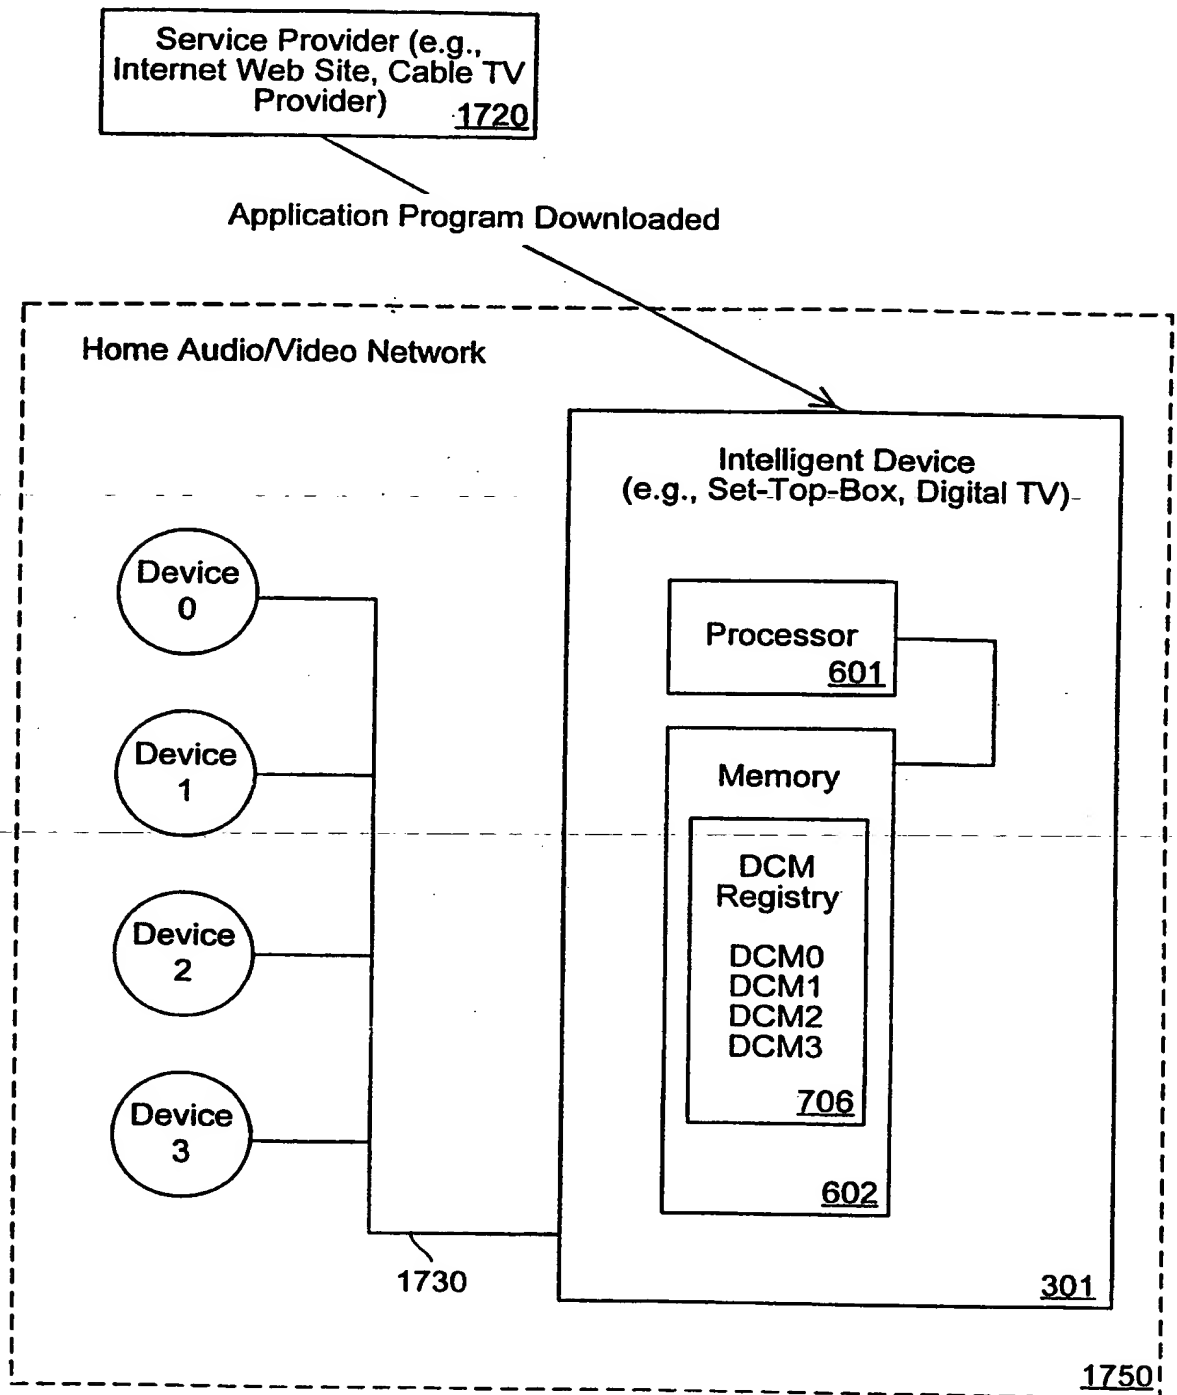 Service Provider (e.g.,
Internet Web Site, Cable TV
Provider)
1720
Application Program Downloaded
Home Audio/Video Network
Intelligent Device
(e.g., Set-Top-Box, Digital TV)
Device
0
Processor
601
Device
1
Memory
DCM
Registry
Device
2
DCM0
DCM1
DCM2
DCM3
706
Device
3
602
1730
301
1750